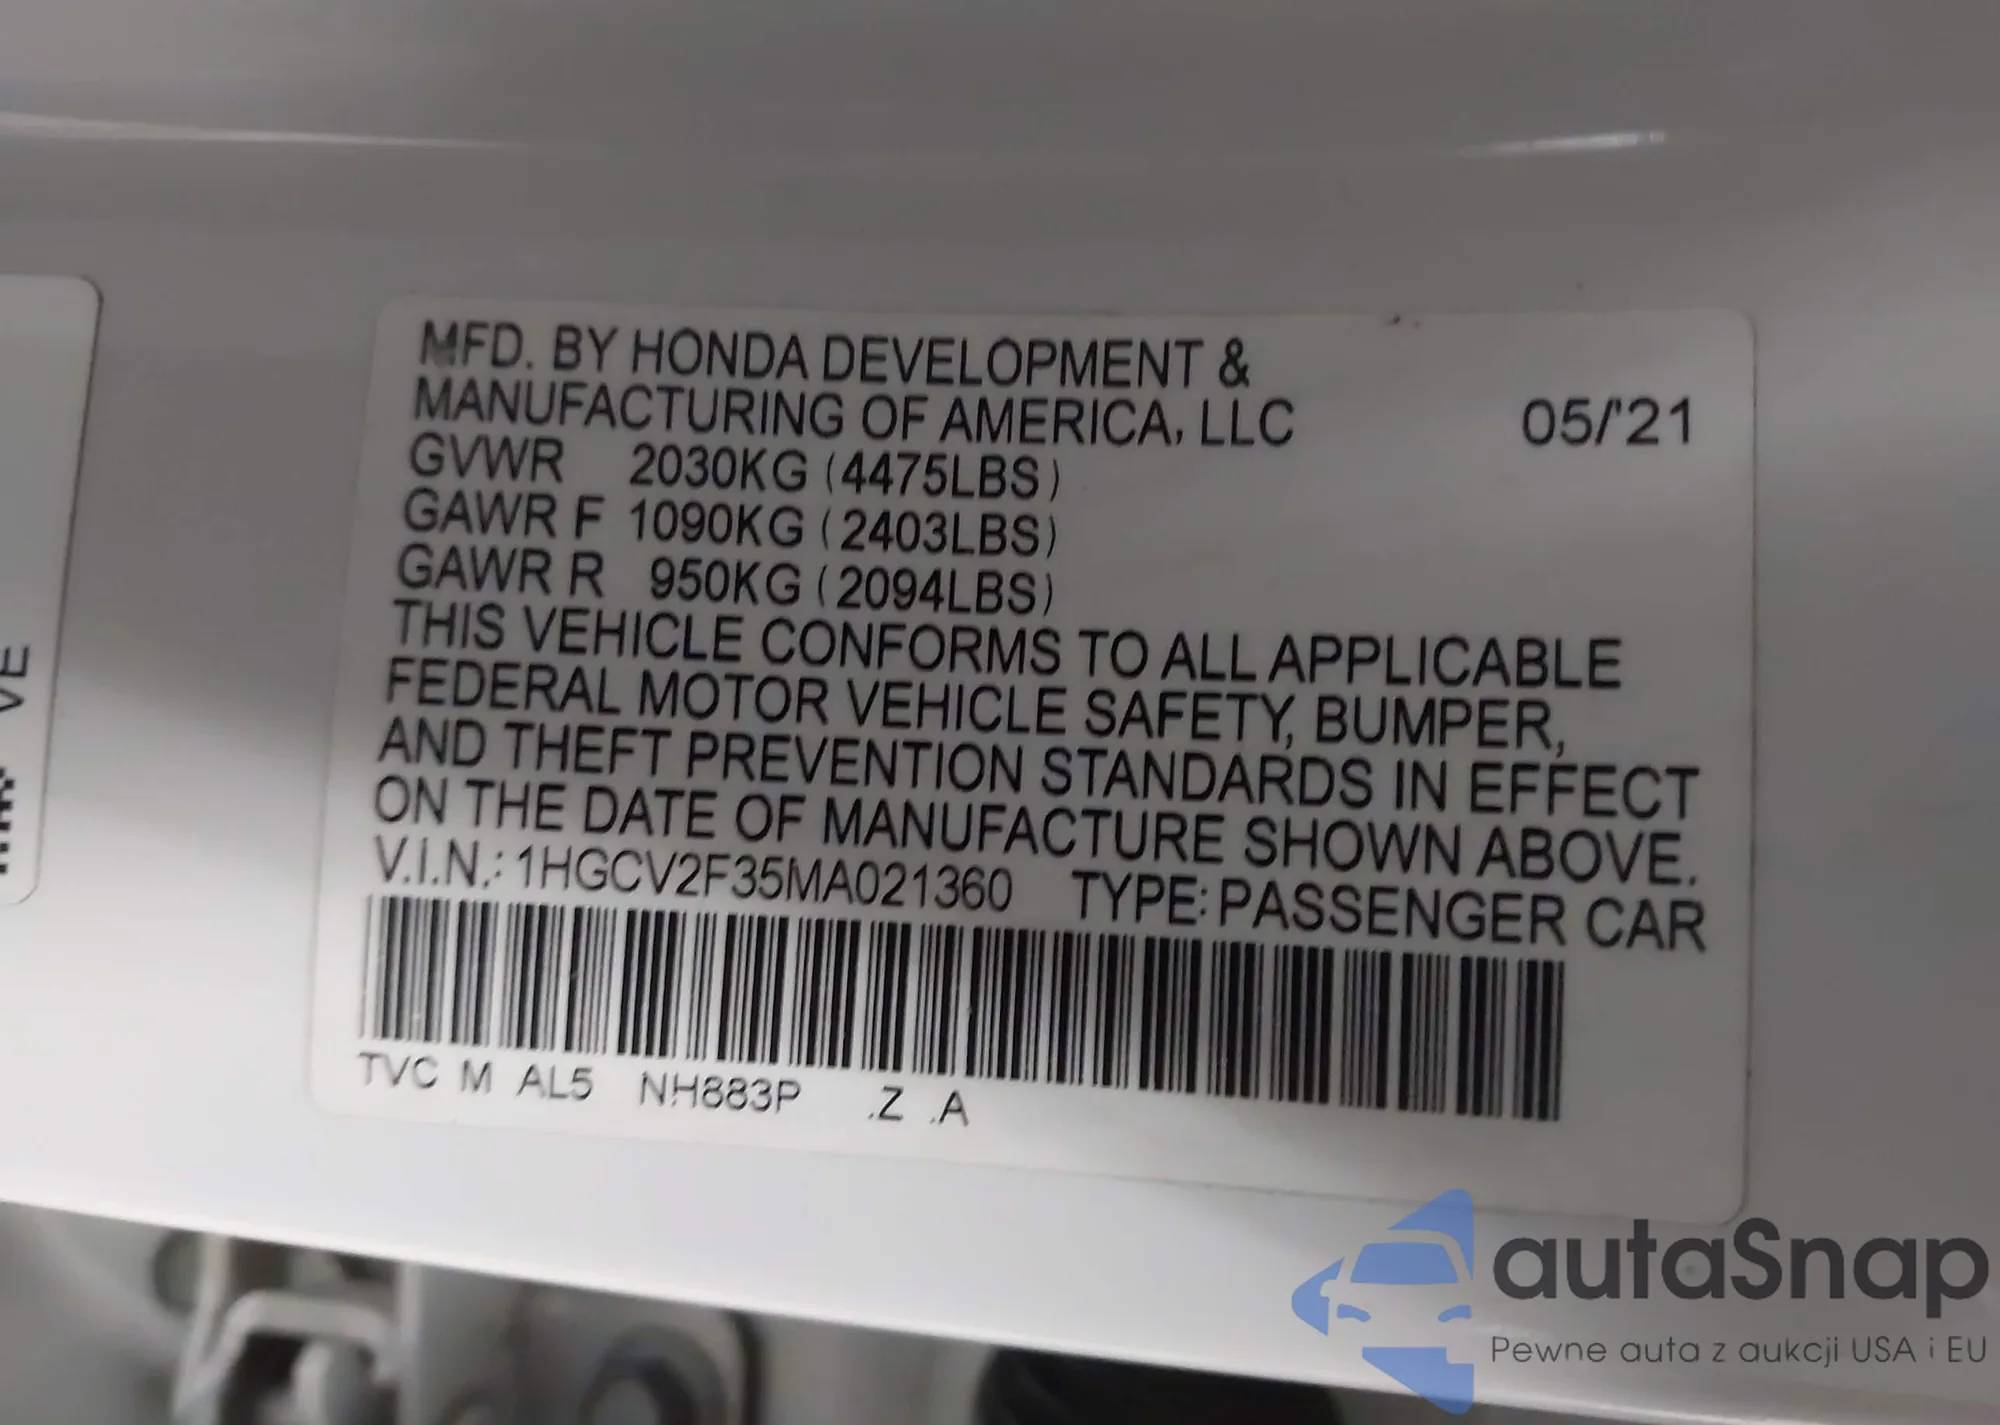 MFD. BY HONDA DEVELOPMENT &
MANUFACTURING OF AMERICA, LLC 05/'21
GVWR 2030KG (4475LBS)
GAWR F 1090KG (2403LBS)
GAWR R 950KG (2094LBS)
THIS VEHICLE CONFORMS TO ALL APPLICABLE
FEDERAL MOTOR VEHICLE SAFETY, BUMPER,
AND THEFT PREVENTION STANDARDS IN EFFECT
ON THE DATE OF MANUFACTURE SHOWN ABOVE.
V.I.N.: 1HGCV2F35MA021360 TYPE: PASSENGER CAR
TVC M AL5 NH883P .Z .A
VE
autaSnap
Pewne auta z aukcji USA i EU